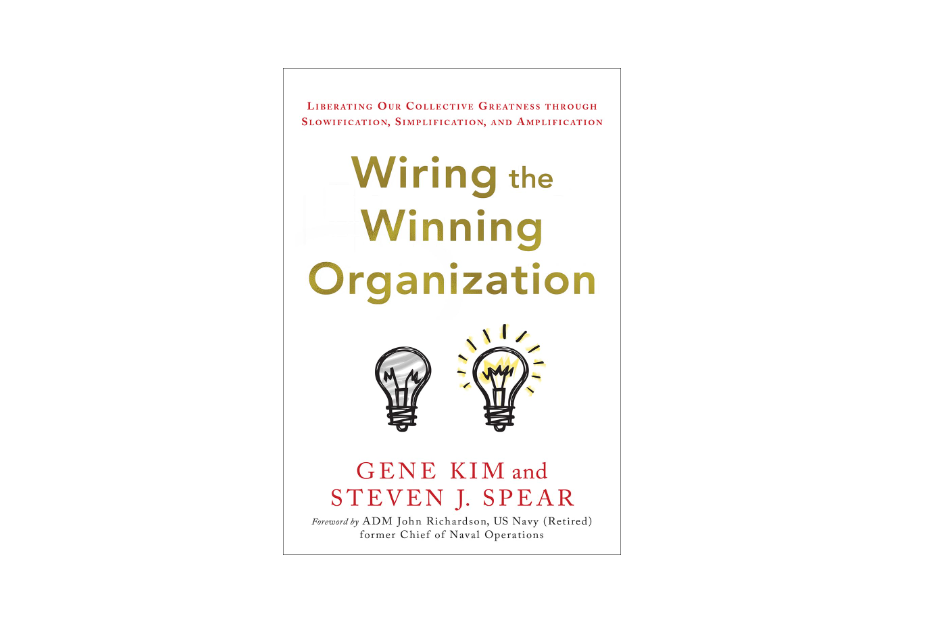 Liberating Our Collective Greatness through
Slowification, Simplification, and Amplification
Wiring the
Winning
Organization
GENE KIM and
STEVEN J. SPEAR
Foreword by ADM John Richardson, US Navy (Retired)
former Chief of Naval Operations